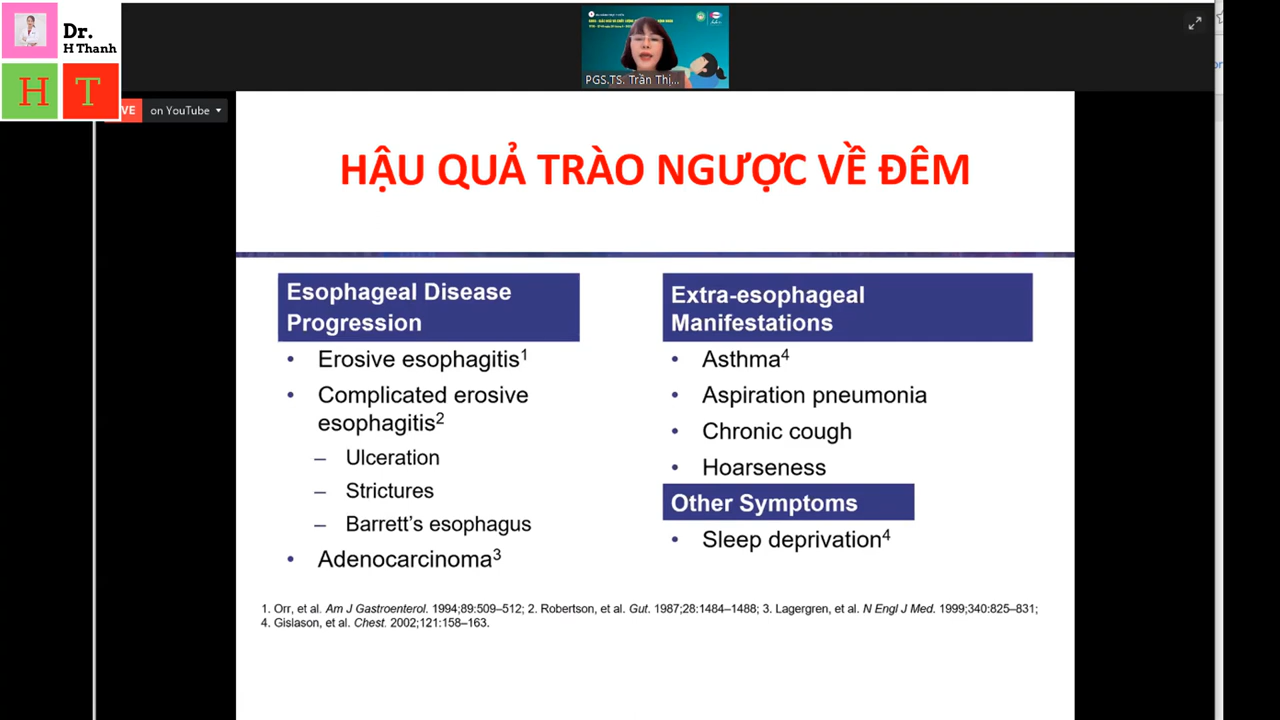 Dr.
H Thanh
H T
VE on YouTube
PGS.TS. Trần Thị...
HẬU QUẢ TRÀO NGƯỢC VỀ ĐÊM
Esophageal Disease
Progression
• Erosive esophagitis1
• Complicated erosive
esophagitis2
– Ulceration
– Strictures
– Barrett’s esophagus
• Adenocarcinoma3
Extra-esophageal
Manifestations
• Asthma4
• Aspiration pneumonia
• Chronic cough
• Hoarseness
Other Symptoms
• Sleep deprivation4
1. Orr, et al. Am J Gastroenterol. 1994;89:509–512; 2. Robertson, et al. Gut. 1987;28:1484–1488; 3. Lagergren, et al. N Engl J Med. 1999;340:825–831;
4. Gislason, et al. Chest. 2002;121:158–163.